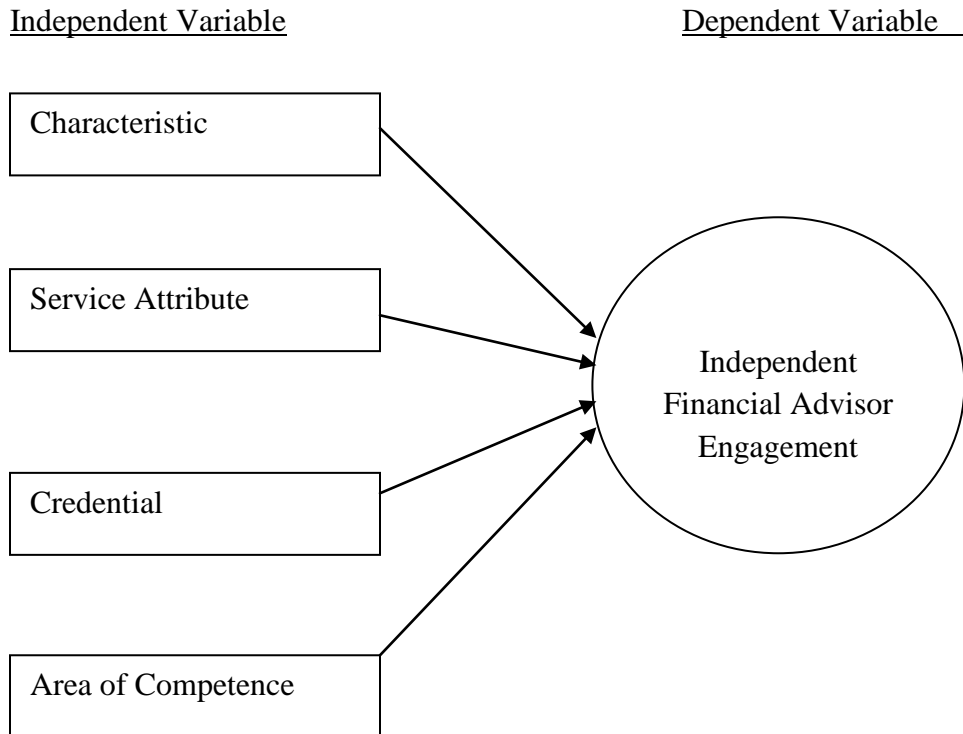 Independent Variable Dependent Variable
Characteristic
Service Attribute
Independent
Financial Advisor
Engagement
Credential
Area of Competence